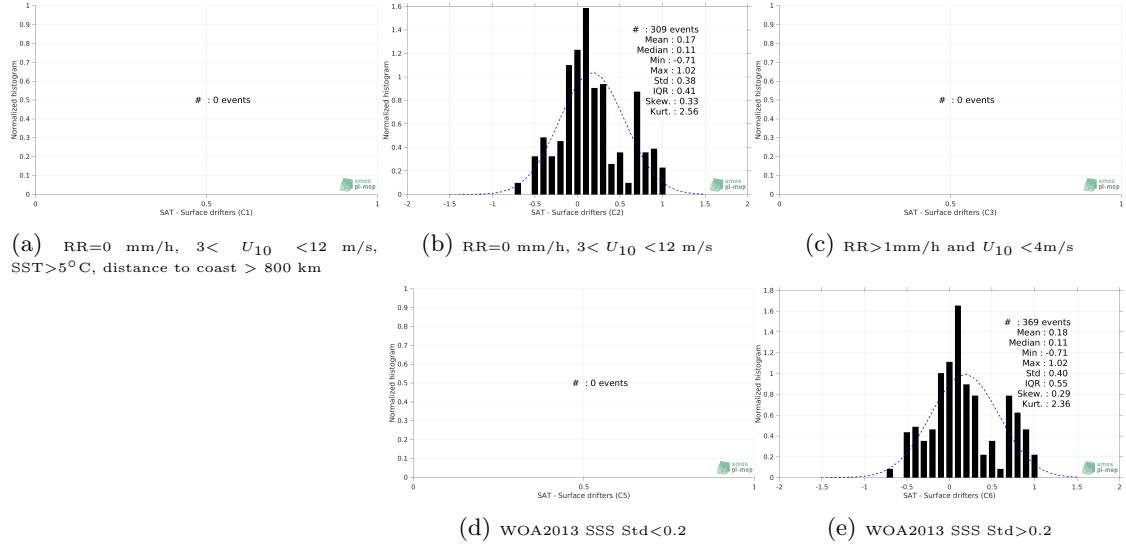 1
0.9
0.8
0.7
0.6
0.5
0.4
0.3
0.2
0.1
0
Normalized histogram
# : 0 events
smos
pi-mep
0 0.5 1
SAT - Surface drifters (C1)
(a) RR=0 mm/h, 3< U10 <12 m/s,
SST>5°C, distance to coast > 800 km
1.6
1.4
1.2
1
0.8
0.6
0.4
0.2
0
Normalized histogram
# : 309 events
Mean : 0.17
Median : 0.11
Min : -0.71
Max : 1.02
Std : 0.38
IQR : 0.41
Skew. : 0.33
Kurt. : 2.56
smos
pi-mep
-2 -1.5 -1 -0.5 0 0.5 1 1.5 2
SAT - Surface drifters (C2)
(b) RR=0 mm/h, 3< U10 <12 m/s
1
0.9
0.8
0.7
0.6
0.5
0.4
0.3
0.2
0.1
0
Normalized histogram
# : 0 events
smos
pi-mep
0 0.5 1
SAT - Surface drifters (C3)
(c) RR>1mm/h and U10 <4m/s
1
0.9
0.8
0.7
0.6
0.5
0.4
0.3
0.2
0.1
0
Normalized histogram
# : 0 events
smos
pi-mep
0 0.5 1
SAT - Surface drifters (C5)
(d) WOA2013 SSS Std<0.2
1.8
1.6
1.4
1.2
1
0.8
0.6
0.4
0.2
0
Normalized histogram
# : 369 events
Mean : 0.18
Median : 0.11
Min : -0.71
Max : 1.02
Std : 0.40
IQR : 0.55
Skew. : 0.29
Kurt. : 2.36
smos
pi-mep
-2 -1.5 -1 -0.5 0 0.5 1 1.5 2
SAT - Surface drifters (C6)
(e) WOA2013 SSS Std>0.2